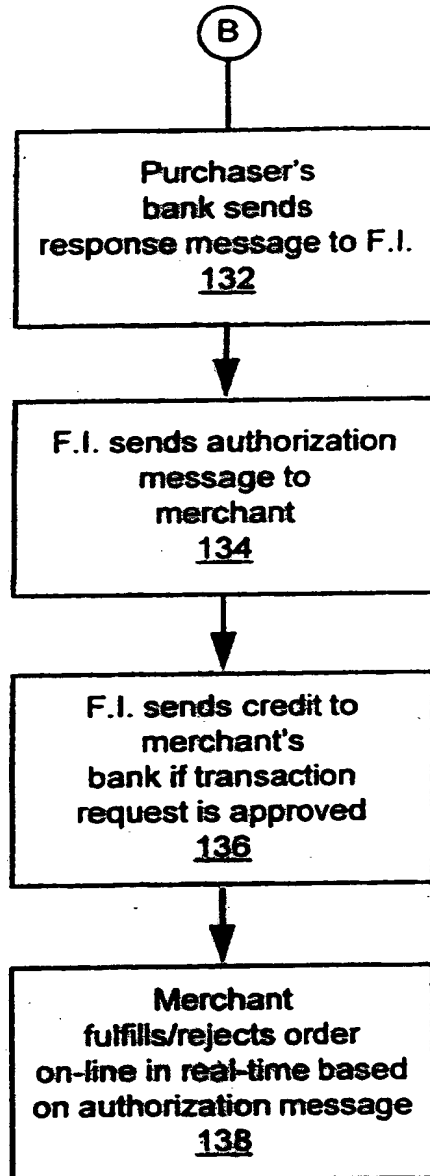 B
Purchaser's
bank sends
response message to F.I.
132
F.I. sends authorization
message to
merchant
134
F.I. sends credit to
merchant's
bank if transaction
request is approved
136
Merchant
fulfills/rejects order
on-line in real-time based
on authorization message
138